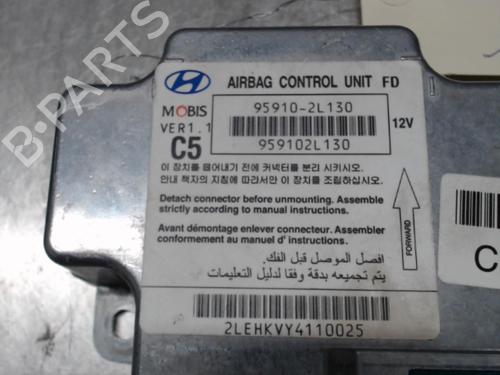 B-PARTS
AIRBAG CONTROL UNIT FD
MOBIS
95910-2L130
VER1.1
12V
C5
959102L130
이 장치를 떼어내기 전에 커넥터를 분리 시키시오.
안내 책자의 지침에 따라서만 이 장치를 조립하십시오.
Detach connector before unmounting. Assemble
strictly according to manual instructions.
Avant démontage enlever connecteur. Assembler
conformement au manuel d' instructions.
افصل الموصل قبل الفك.
يتم تجميعه بدقة وفقا لدليل التعليمات
FORWARD
2LEHKVY4110025
C